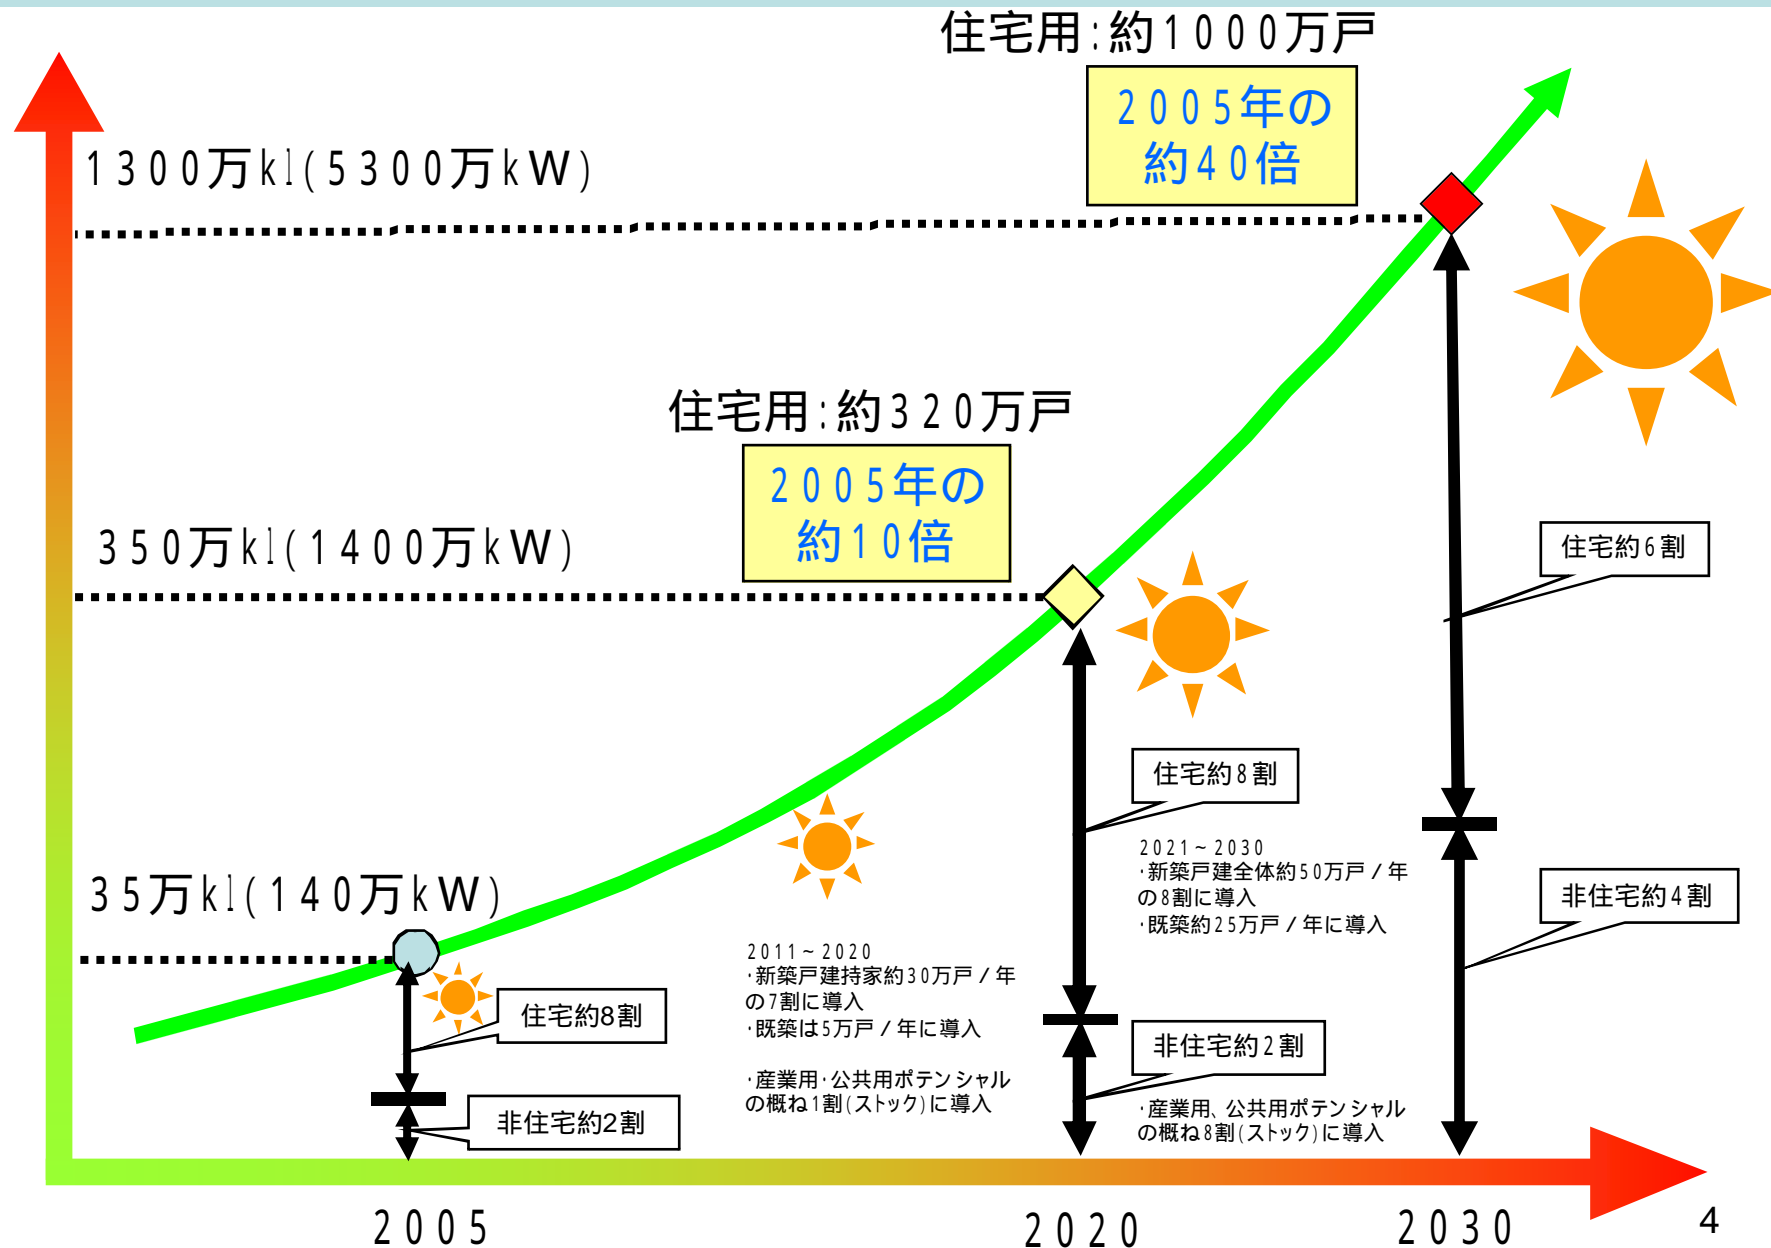 住宅用:約1000万戸
2005年の
約40倍
1300万kl(5300万kW)
住宅用:約320万戸
2005年の
約10倍
350万kl(1400万kW)
住宅約6割
住宅約8割
2021~2030
・新築戸建全体約50万戸/年
の8割に導入
・既築約25万戸/年に導入
35万kl(140万kW)
非住宅約4割
2011~2020
・新築戸建持家約30万戸/年
の7割に導入
・既築は5万戸/年に導入
住宅約8割
非住宅約2割
・産業用・公共用ポテンシャル
の概ね1割(ストック)に導入
非住宅約2割
・産業用、公共用ポテンシャル
の概ね8割(ストック)に導入
2005
2020
2030
4